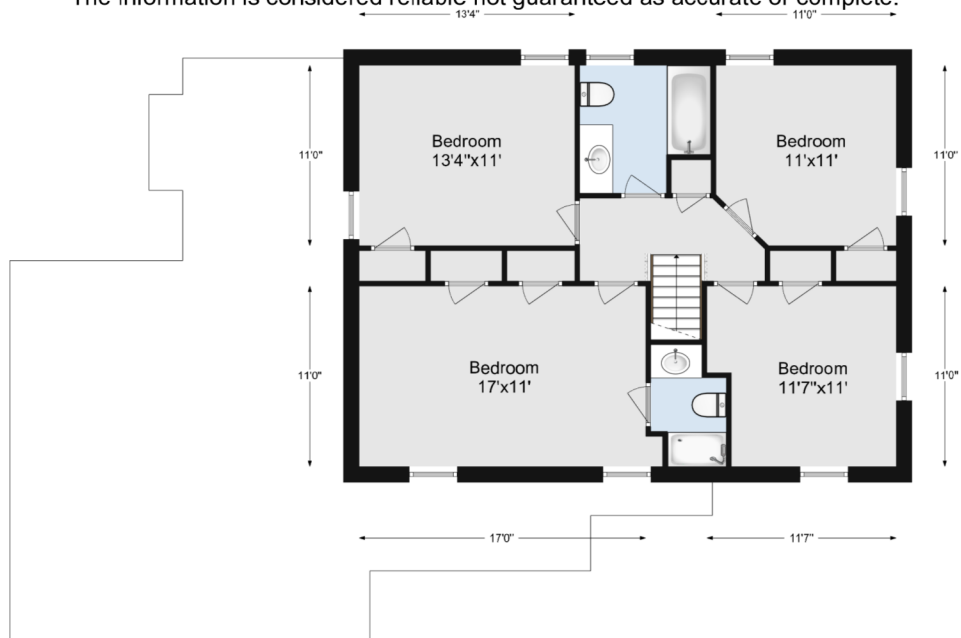 The information is considered reliable not guaranteed as accurate or complete.
13'4" 11'0"
Bedroom
13'4"x11'
Bedroom
11'x11'
11'0" 11'0"
Bedroom
17'x11'
Bedroom
11'7"x11'
11'0" 11'0"
17'0" 11'7"